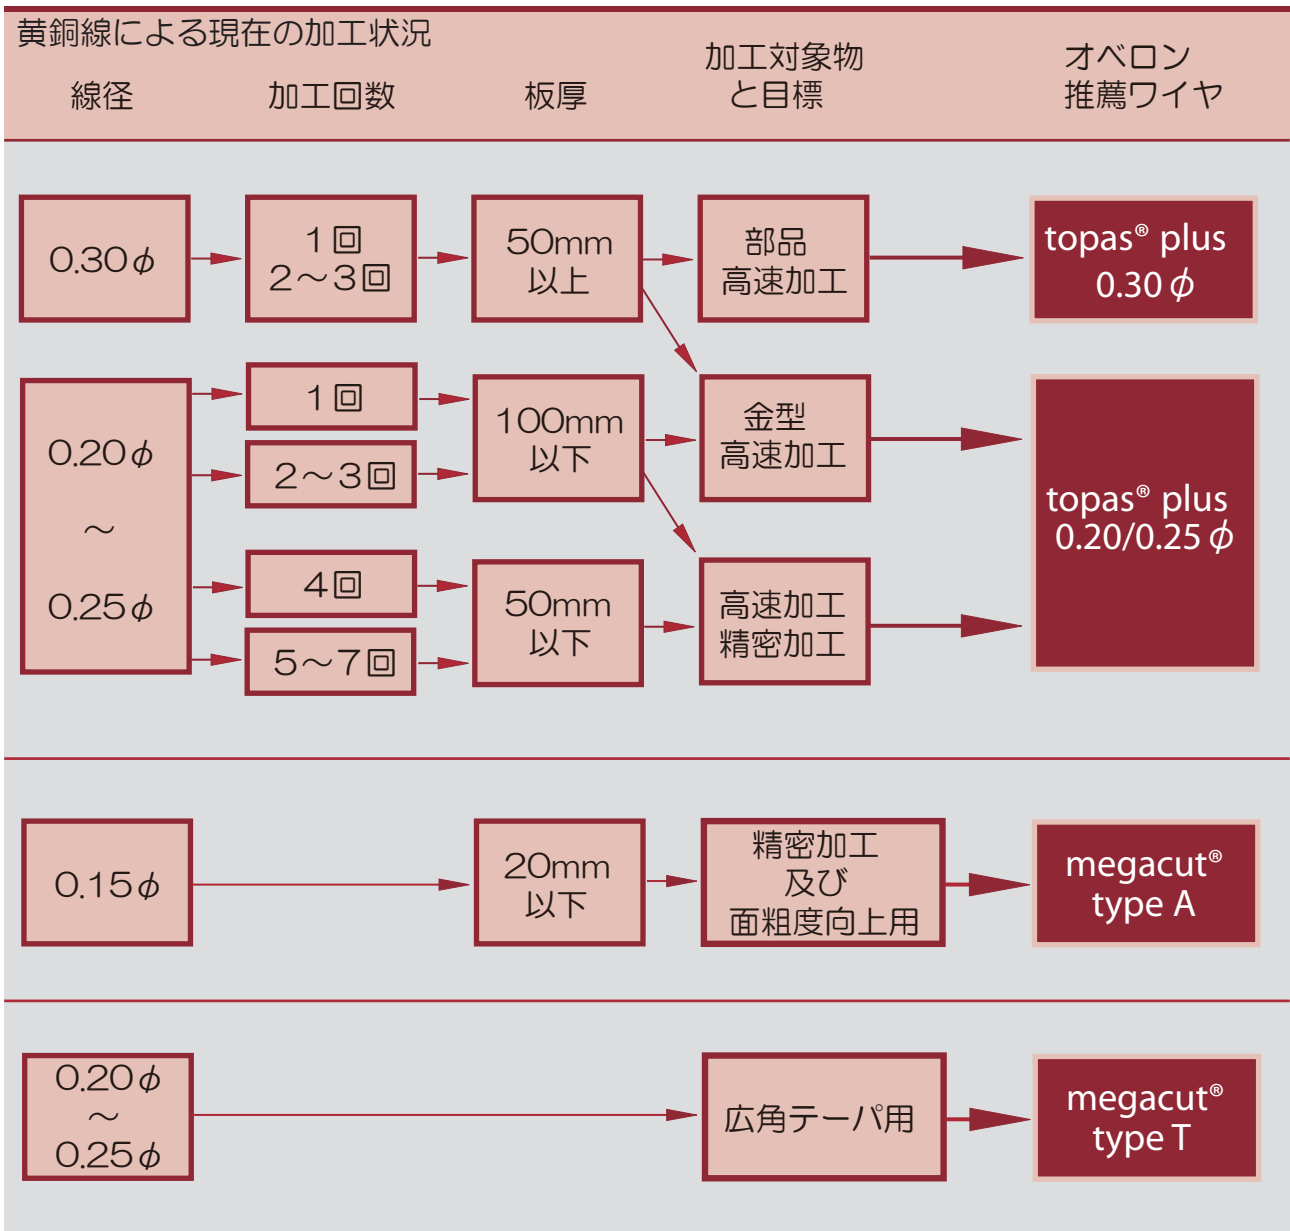 黄銅線による現在の加工状況
線径
加工回数
板厚
加工対象物
と目標
オベロン
推薦ワイヤ
0.30φ
1回
2～3回
50mm
以上
部品
高速加工
topas® plus
0.30φ
0.20φ
～
0.25φ
1回
2～3回
100mm
以下
金型
高速加工
topas® plus
0.20/0.25φ
4回
5～7回
50mm
以下
高速加工
精密加工
0.15φ
20mm
以下
精密加工
及び
面粗度向上用
megacut®
type A
0.20φ
～
0.25φ
広角テーパ用
megacut®
type T